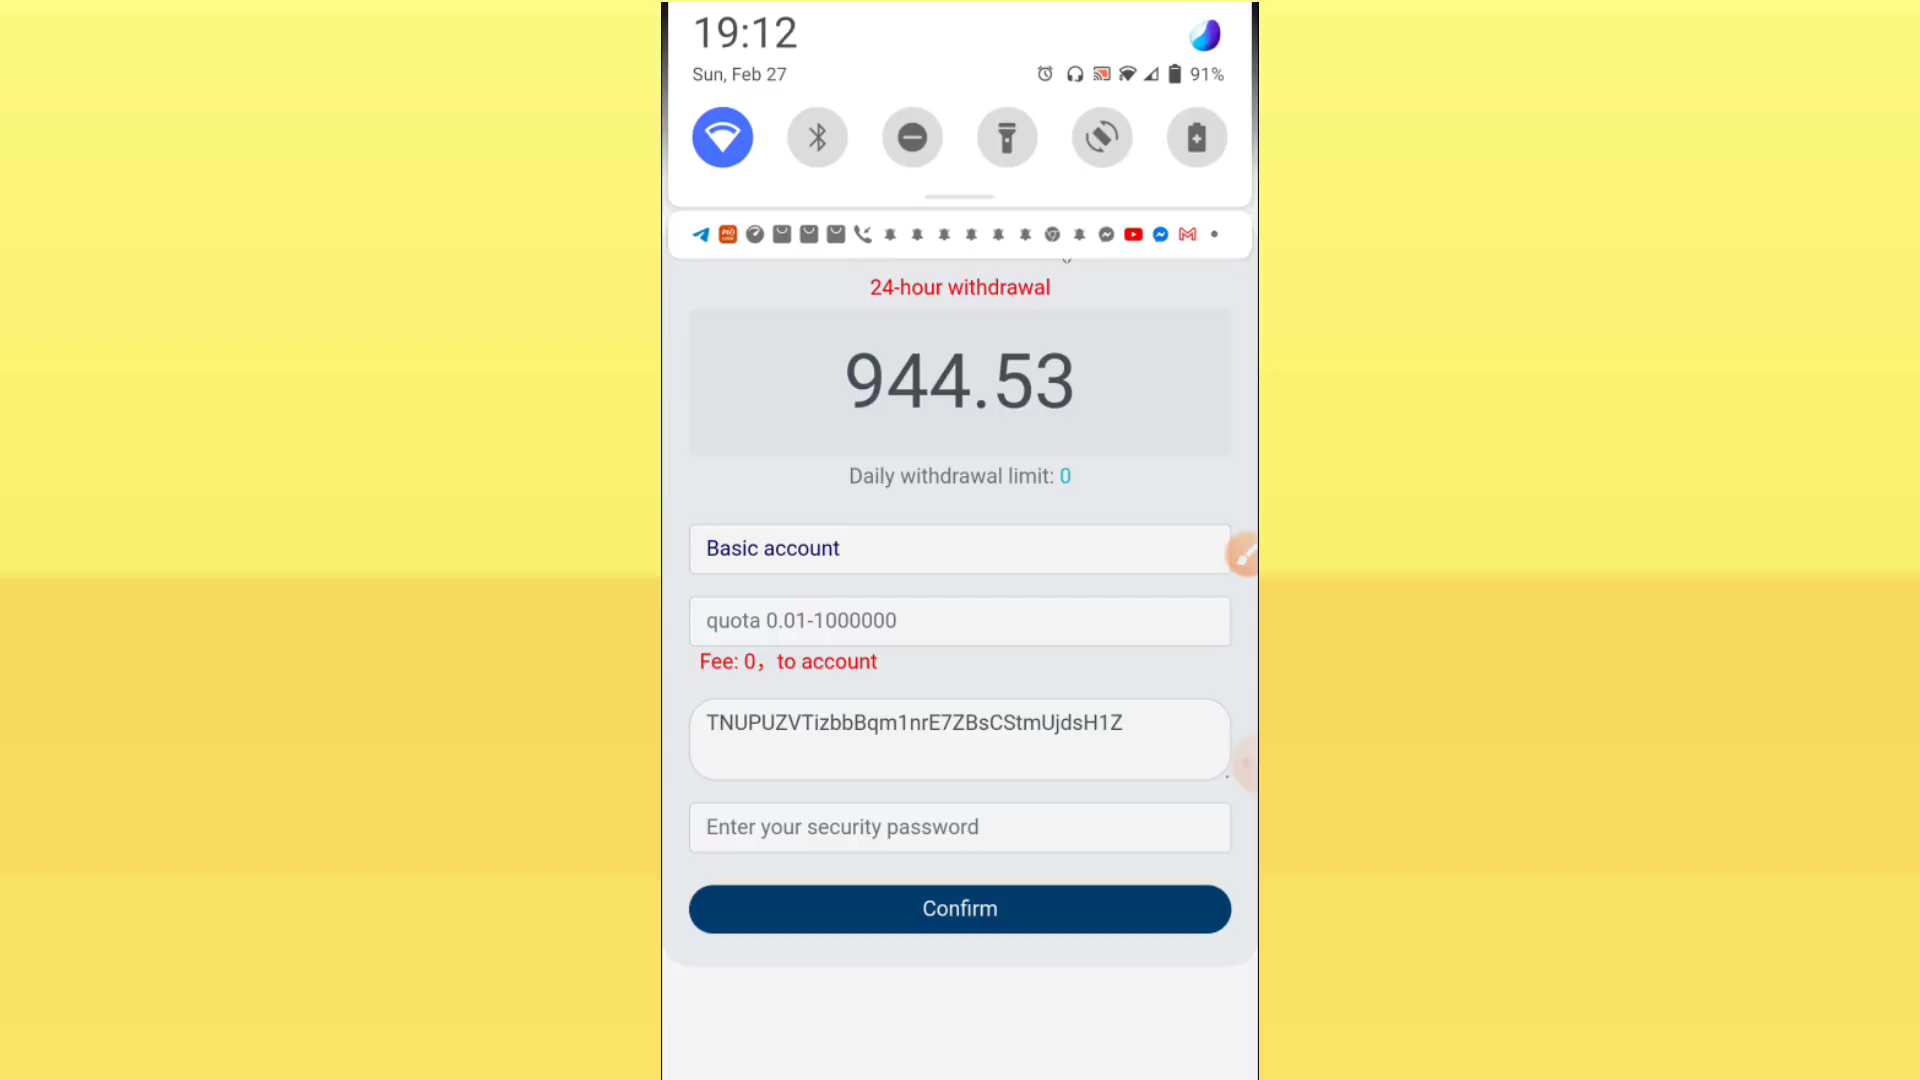 19:12
Sun, Feb 27
91%
24-hour withdrawal
944.53
Daily withdrawal limit: 0
Basic account
quota 0.01-1000000
Fee: 0，to account
TNUPUZVTizbbBqm1nrE7ZBsCStmUjdsH1Z
Enter your security password
Confirm